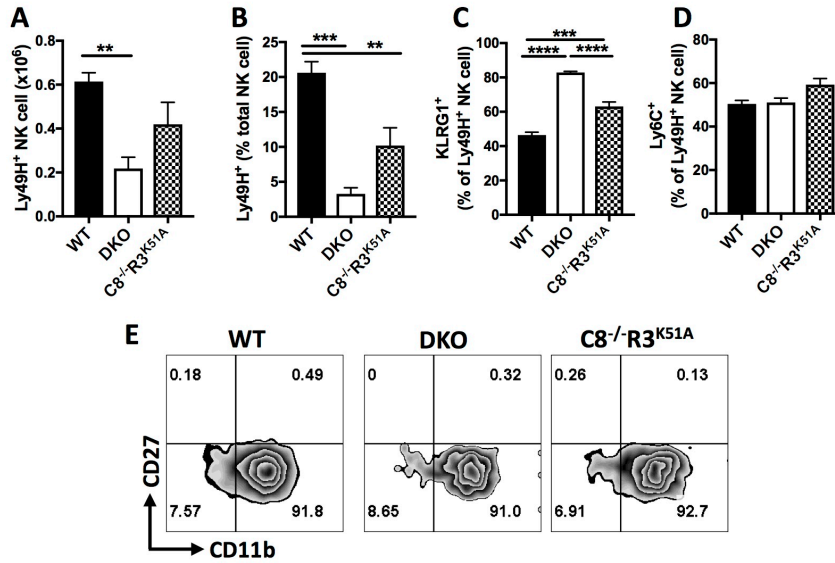 A
Ly49H+ NK cell (x10⁶)
0.8
0.6
0.4
0.2
0.0
**
WT
DKO
C8-/-R3K51A
B
Ly49H+ (% total NK cell)
25
20
15
10
5
0
***
**
WT
DKO
C8-/-R3K51A
C
KLRG1+
(% of Ly49H+ NK cell)
100
80
60
40
20
0
***
**** ****
WT
DKO
C8-/-R3K51A
D
Ly6C+
(% of Ly49H+ NK cell)
80
60
40
20
0
WT
DKO
C8-/-R3K51A
E
WT
DKO
C8-/-R3K51A
0.18 0.49
7.57 91.8
0 0.32
8.65 91.0
0.26 0.13
6.91 92.7
CD27
CD11b